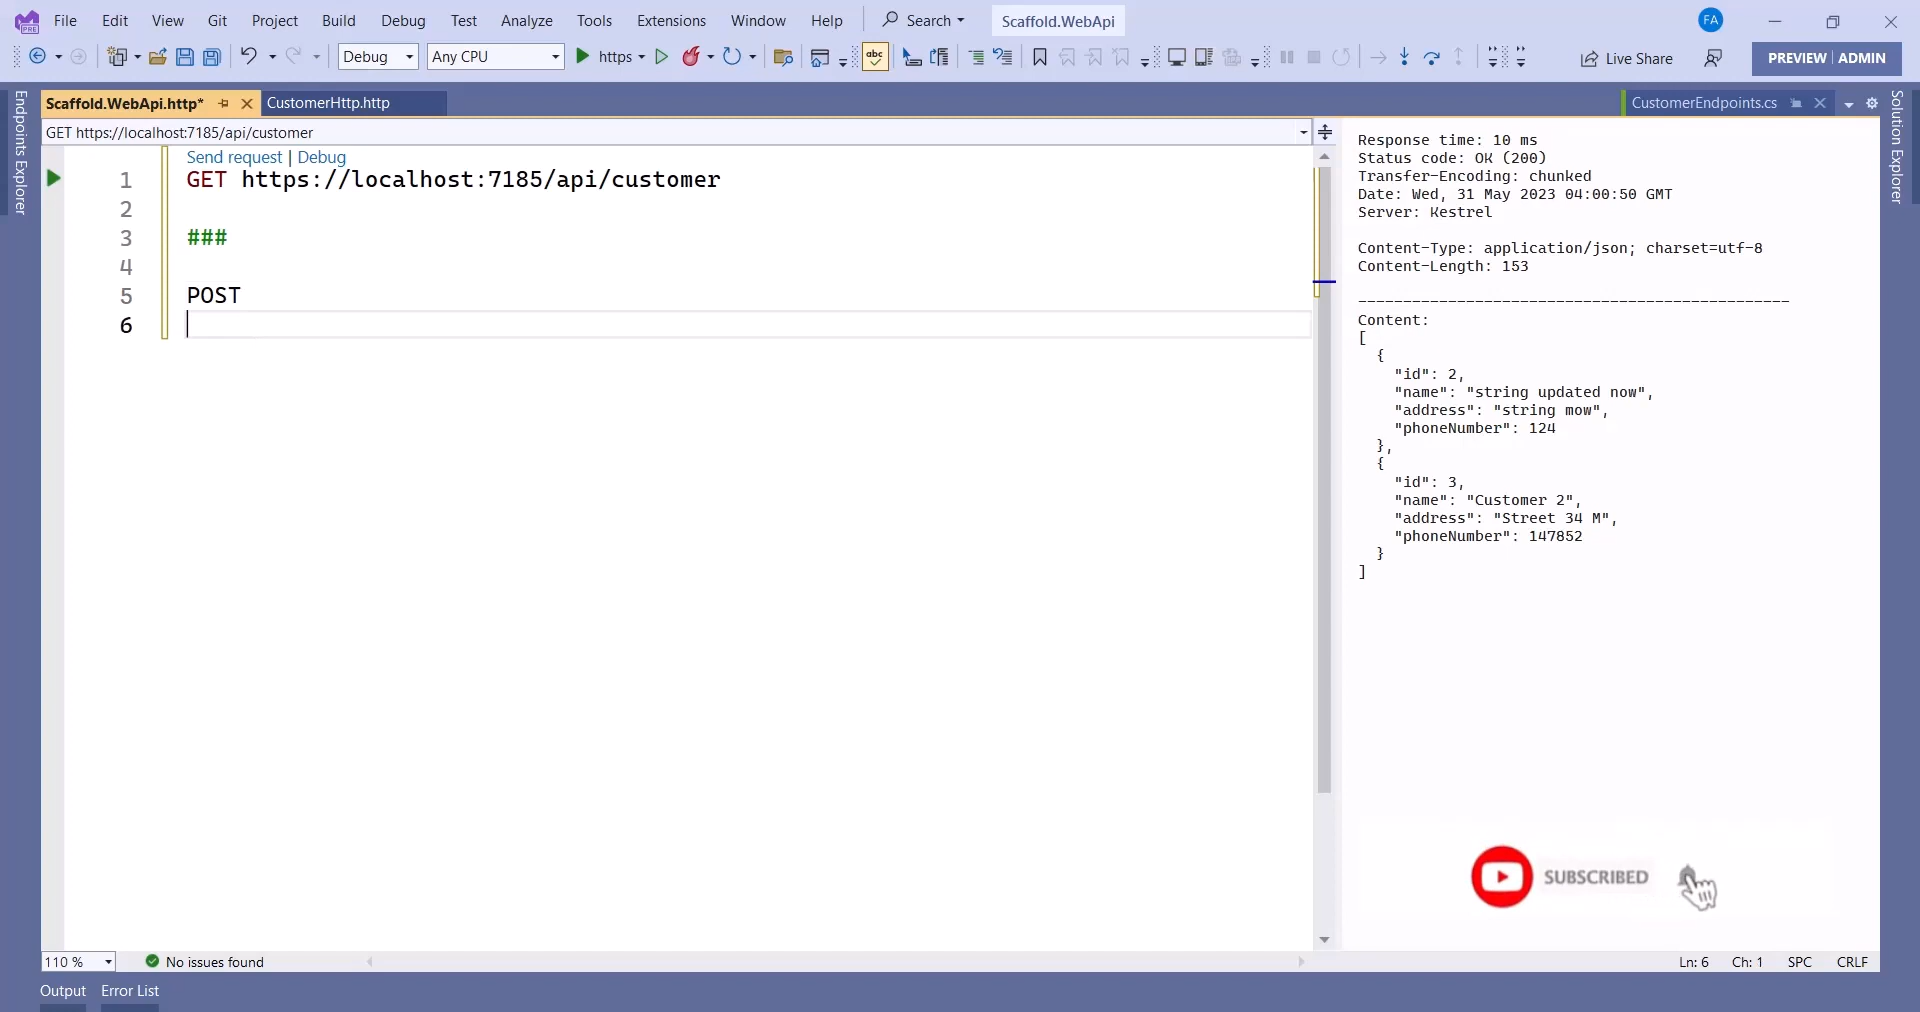 File Edit View Git Project Build Debug Test Analyze Tools Extensions Window Help Search Scaffold.WebApi FA
Debug Any CPU https abc Live Share PREVIEW ADMIN
Endpoints Explorer
Scaffold.WebApi.http* CustomerHttp.http CustomerEndpoints.cs
Solution Explorer
GET https://localhost:7185/api/customer
Send request | Debug
1 GET https://localhost:7185/api/customer
2
3 ###
4
5 POST
6
Response time: 10 ms
Status code: OK (200)
Transfer-Encoding: chunked
Date: Wed, 31 May 2023 04:00:50 GMT
Server: Kestrel
Content-Type: application/json; charset=utf-8
Content-Length: 153
------------------------------------------------
Content:
[
{
"id": 2,
"name": "string updated now",
"address": "string mow",
"phoneNumber": 124
},
{
"id": 3,
"name": "Customer 2",
"address": "Street 34 M",
"phoneNumber": 147852
}
]
SUBSCRIBED
110 % No issues found Ln: 6 Ch: 1 SPC CRLF
Output Error List